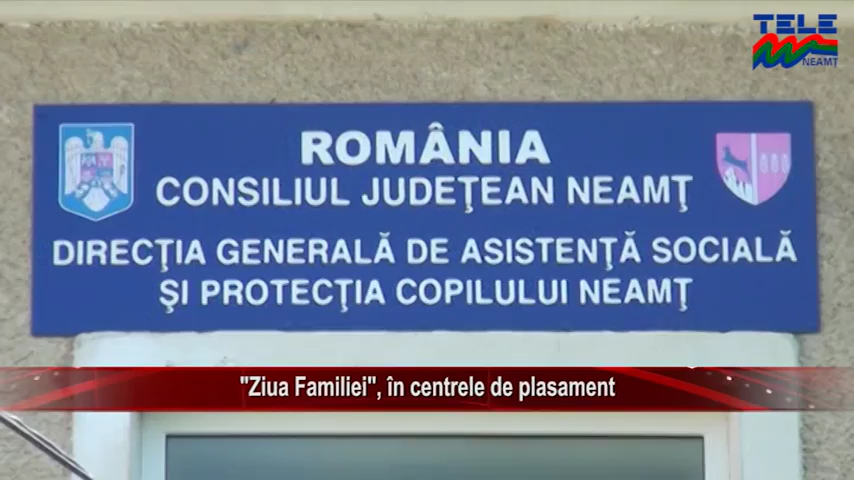 TELE
NEAMȚ
ROMÂNIA
CONSILIUL JUDEŢEAN NEAMŢ
DIRECŢIA GENERALĂ DE ASISTENŢĂ SOCIALĂ
ŞI PROTECŢIA COPILULUI NEAMŢ
"Ziua Familiei", în centrele de plasament